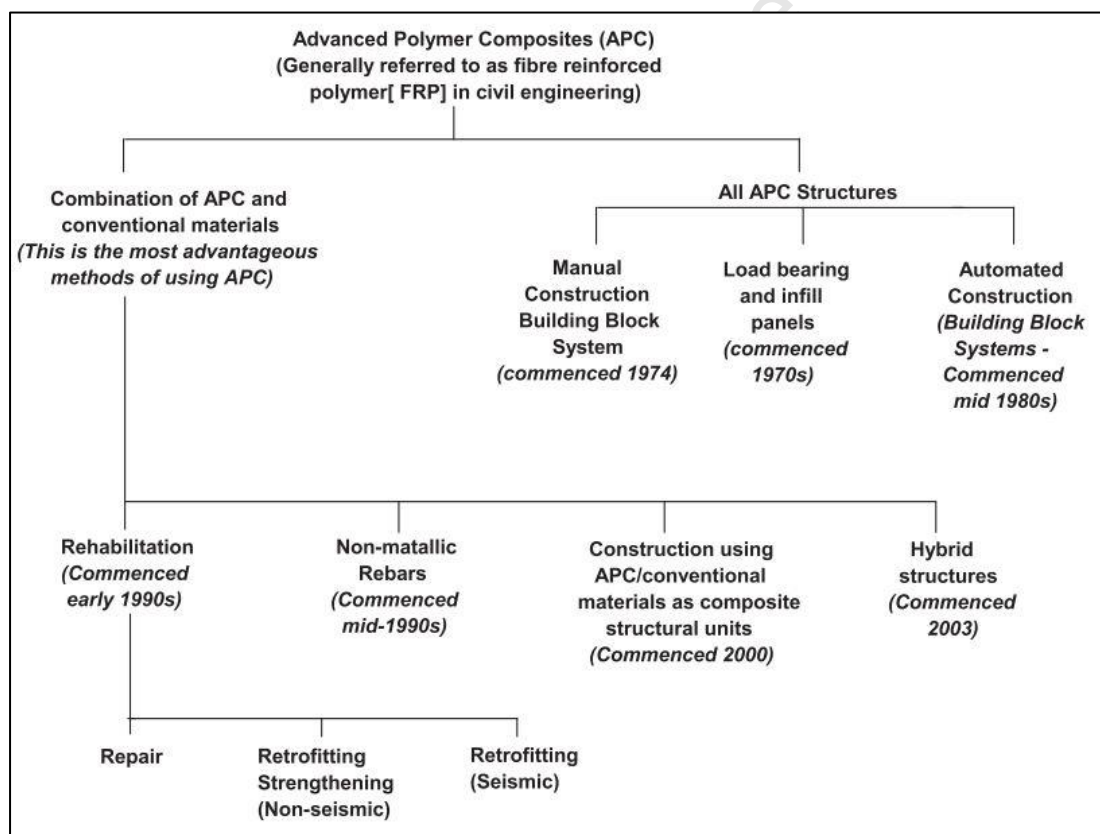 Advanced Polymer Composites (APC)
(Generally referred to as fibre reinforced
polymer[ FRP] in civil engineering)
Combination of APC and
conventional materials
(This is the most advantageous
methods of using APC)
All APC Structures
Manual
Construction
Building Block
System
(commenced 1974)
Load bearing
and infill
panels
(commenced
1970s)
Automated
Construction
(Building Block
Systems -
Commenced
mid 1980s)
Rehabilitation
(Commenced
early 1990s)
Non-matallic
Rebars
(Commenced
mid-1990s)
Construction using
APC/conventional
materials as composite
structural units
(Commenced 2000)
Hybrid
structures
(Commenced
2003)
Repair
Retrofitting
Strengthening
(Non-seismic)
Retrofitting
(Seismic)